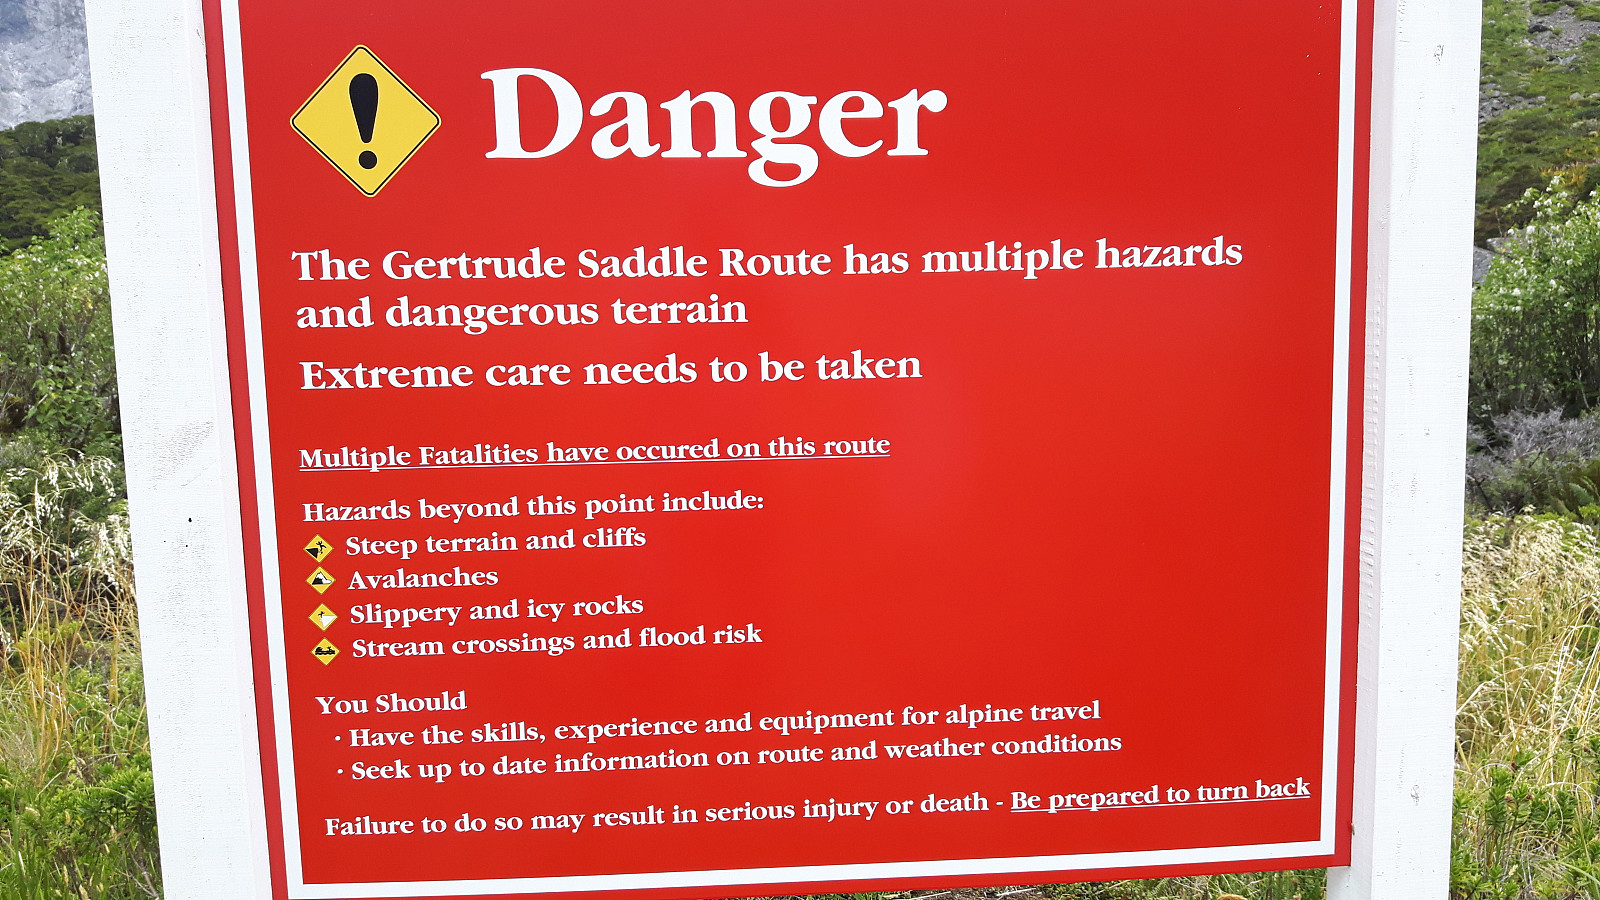 Danger
The Gertrude Saddle Route has multiple hazards
and dangerous terrain
Extreme care needs to be taken
Multiple Fatalities have occured on this route
Hazards beyond this point include:
Steep terrain and cliffs
Avalanches
Slippery and icy rocks
Stream crossings and flood risk
You Should
· Have the skills, experience and equipment for alpine travel
· Seek up to date information on route and weather conditions
Failure to do so may result in serious injury or death - Be prepared to turn back